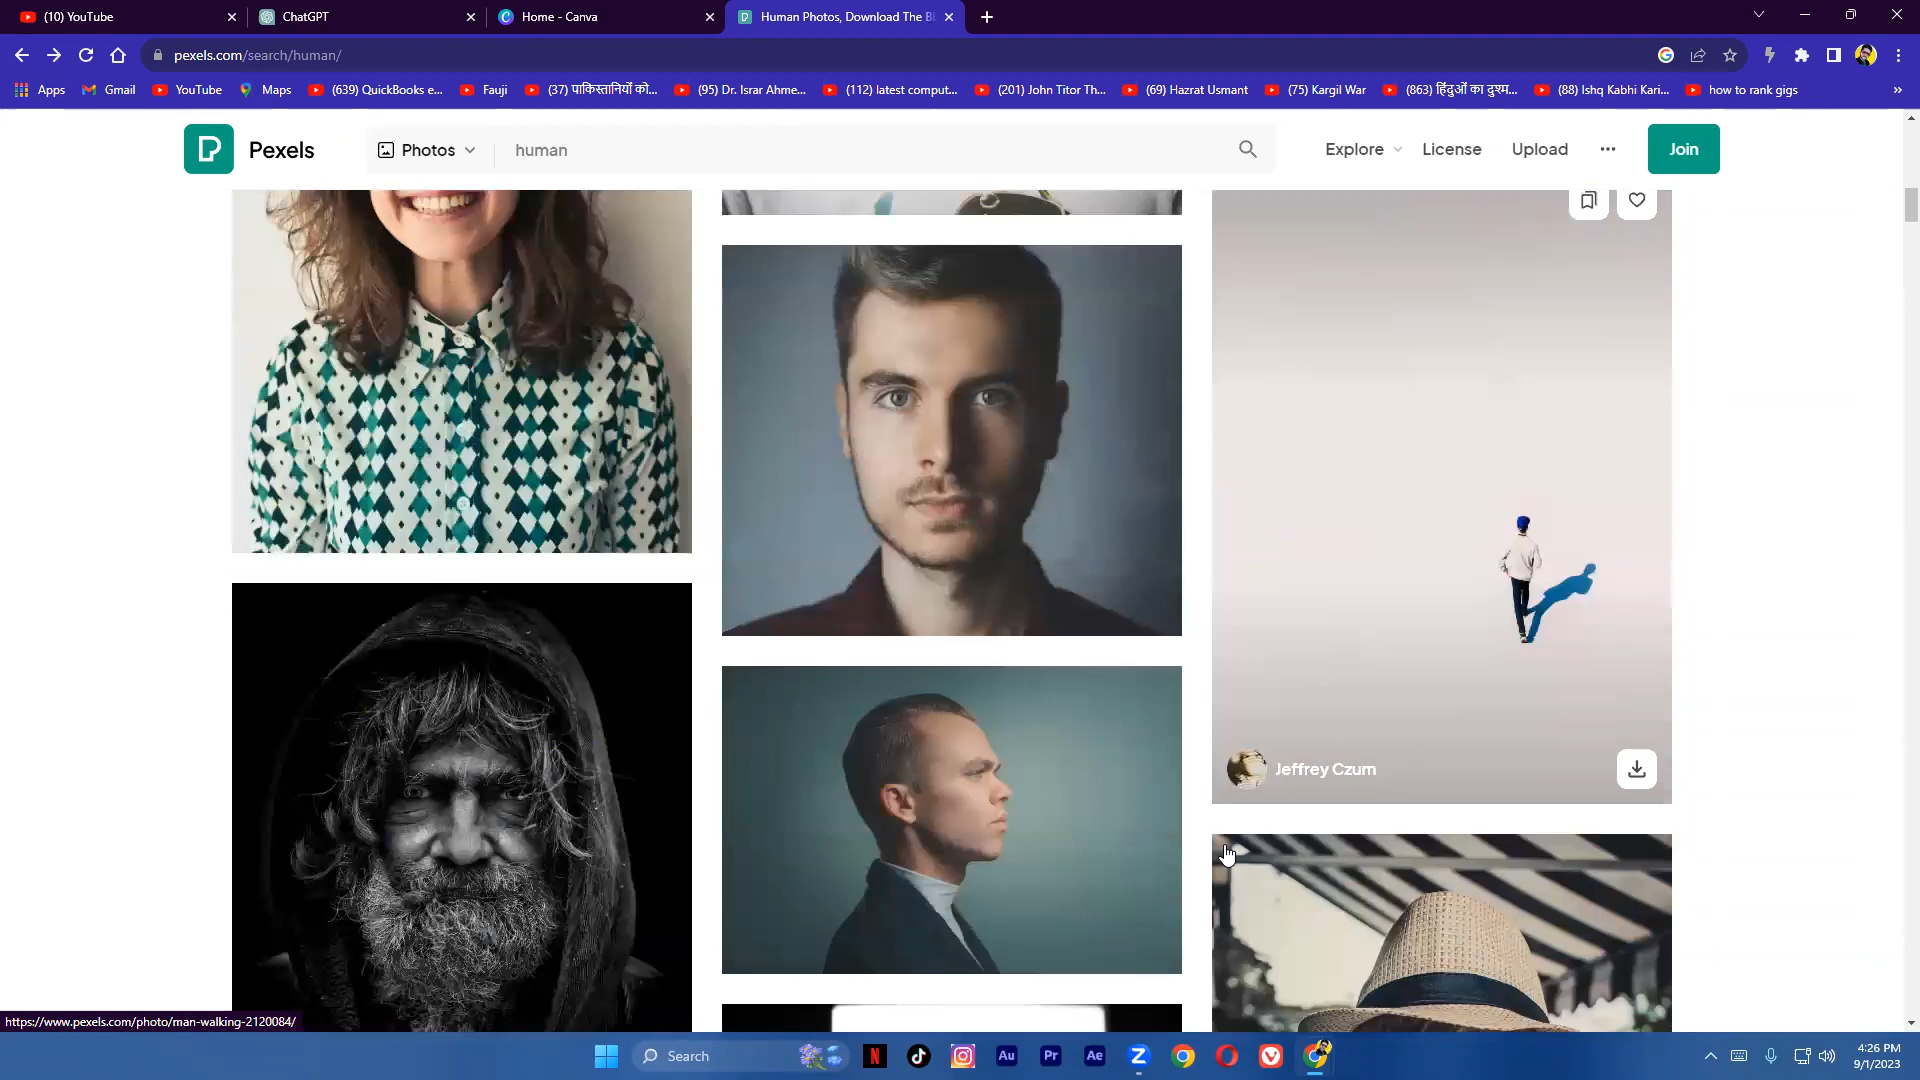 (10) YouTube
ChatGPT
Home - Canva
Human Photos, Download The B
pexels.com/search/human/
Apps
Gmail
YouTube
Maps
(639) QuickBooks e...
Fauji
(37) पाकिस्तानियों को...
(95) Dr. Israr Ahme...
(112) latest comput...
(201) John Titor Th...
(69) Hazrat Usmant
(75) Kargil War
(863) हिंदुओं का दुश्म...
(88) Ishq Kabhi Kari...
how to rank gigs
»
Pexels
Photos
human
Explore
License
Upload
Join
Jeffrey Czum
https://www.pexels.com/photo/man-walking-2120084/
Search
Au
Pr
Ae
4:26 PM
9/1/2023